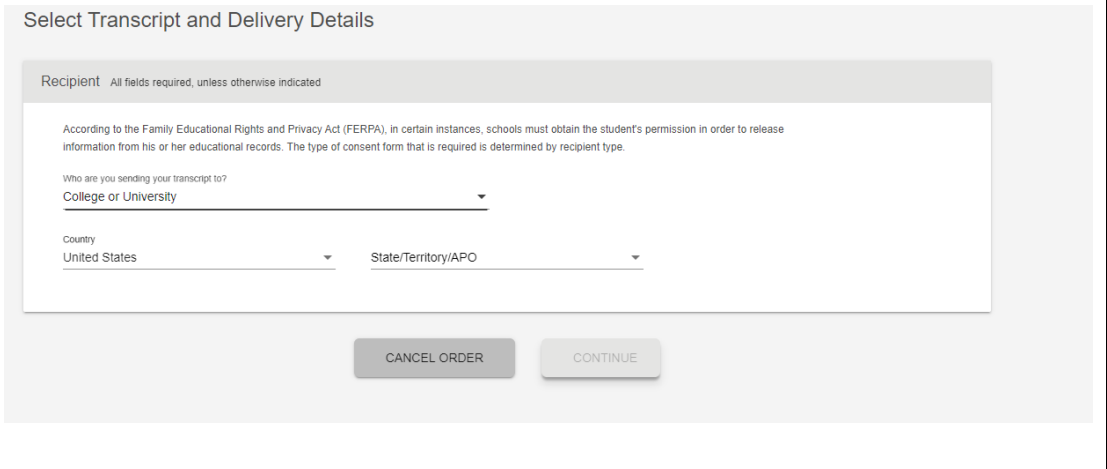 Select Transcript and Delivery Details
Recipient All fields required, unless otherwise indicated
According to the Family Educational Rights and Privacy Act (FERPA), in certain instances, schools must obtain the student's permission in order to release
information from his or her educational records. The type of consent form that is required is determined by recipient type.
Who are you sending your transcript to?
College or University
Country
United States State/Territory/APO
CANCEL ORDER CONTINUE